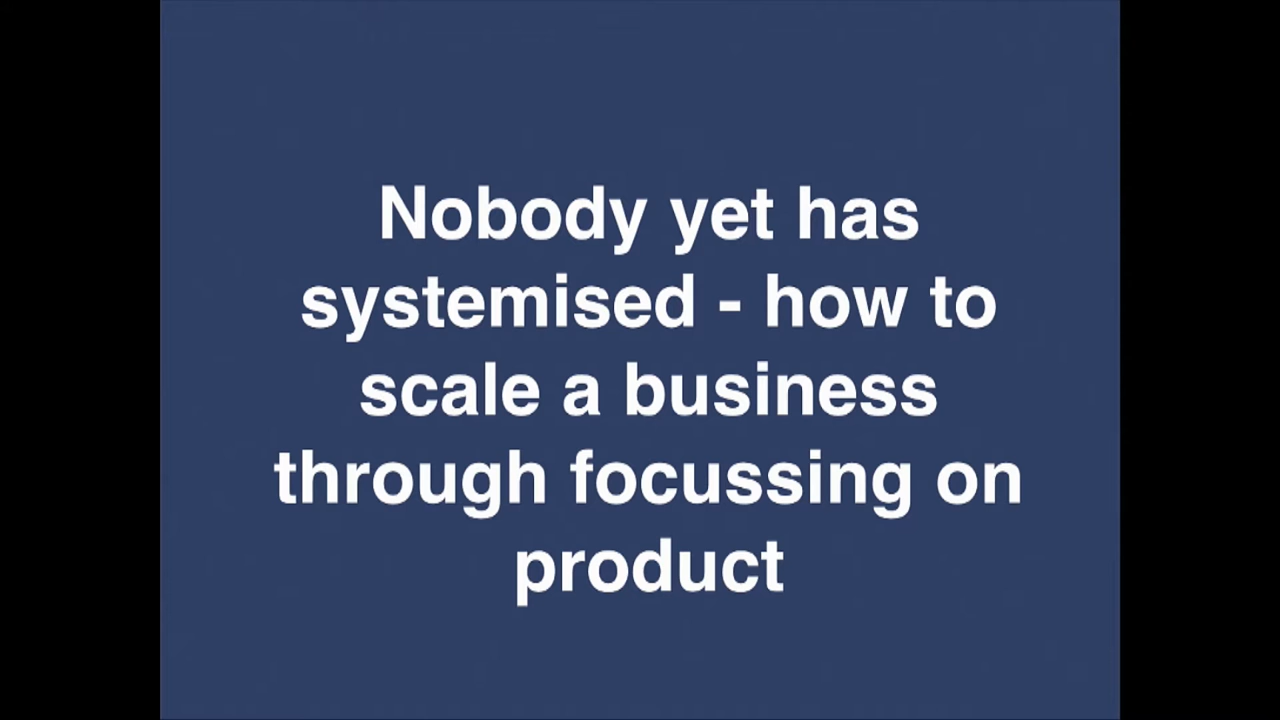 Nobody yet has
systemised - how to
scale a business
through focussing on
product